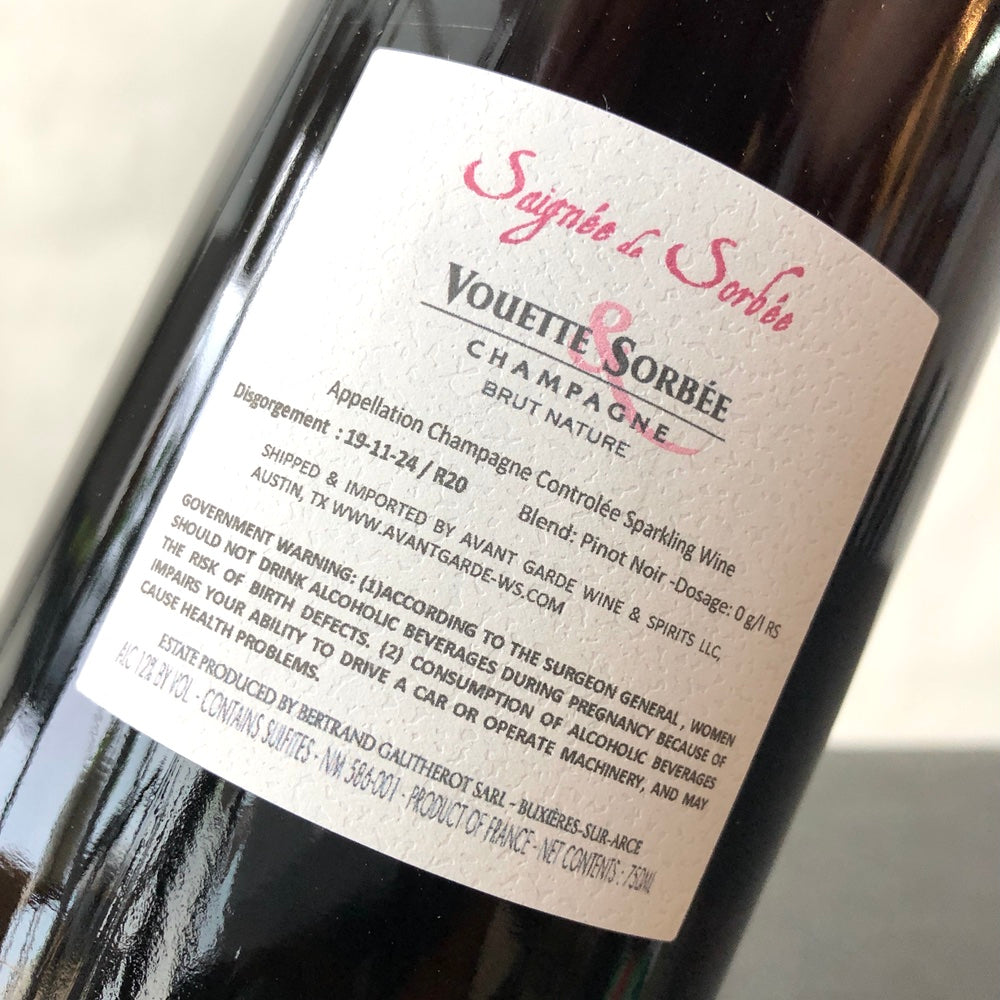 Saignée de Sorbée
VOUETTE & SORBÉE
CHAMPAGNE
BRUT NATURE
Appellation Champagne Controlée Sparkling Wine
Disgorgement : 19-11-24 / R20 Blend: Pinot Noir -Dosage: 0 g/l RS
SHIPPED & IMPORTED BY AVANT GARDE WINE & SPIRITS LLC,
AUSTIN, TX WWW.AVANTGARDE-WS.COM
GOVERNMENT WARNING: (1)ACCORDING TO THE SURGEON GENERAL, WOMEN
SHOULD NOT DRINK ALCOHOLIC BEVERAGES DURING PREGNANCY BECAUSE OF
THE RISK OF BIRTH DEFECTS, (2) CONSUMPTION OF ALCOHOLIC BEVERAGES
IMPAIRS YOUR ABILITY TO DRIVE A CAR OR OPERATE MACHINERY, AND MAY
CAUSE HEALTH PROBLEMS.
ESTATE PRODUCED BY BERTRAND GAUTHEROT SARL - BUXIÈRES-SUR-ARCE
ALC 12% BY VOL - CONTAINS SULFITES - NM 586-001 - PRODUCT OF FRANCE - NET CONTENTS : 750ML